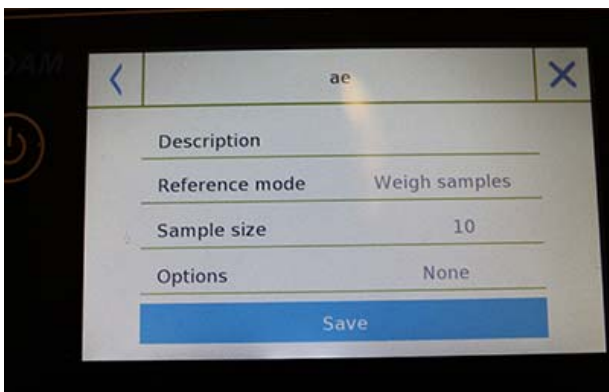 ae
Description
Reference mode Weigh samples
Sample size 10
Options None
Save